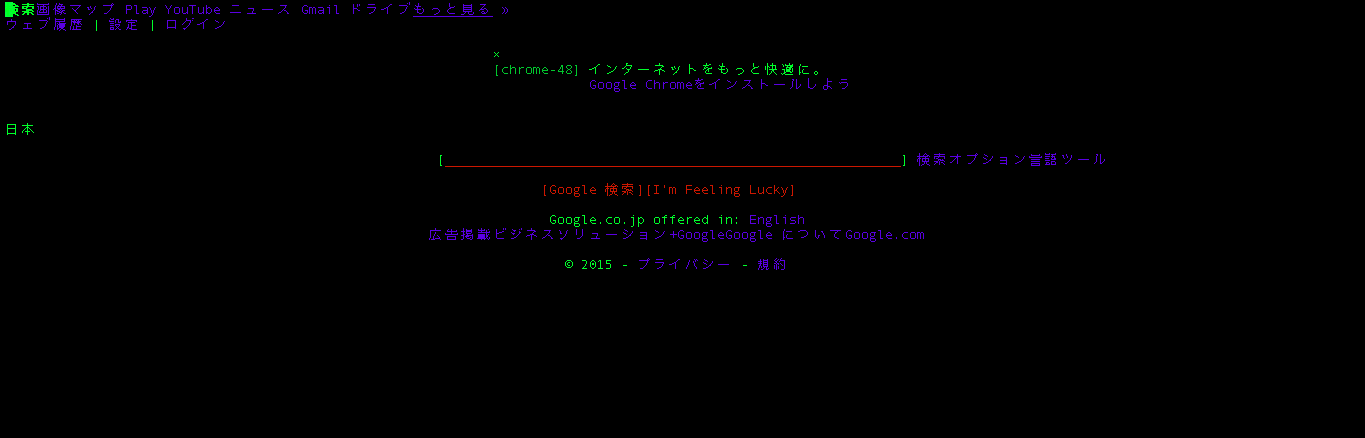 検索画像マップ Play YouTube ニュース Gmail ドライブもっと見る »
ウェブ履歴 | 設定 | ログイン
×
[chrome-48] インターネットをもっと快適に。
Google Chromeをインストールしよう
日本
[_________________________________________________________] 検索オプション言語ツール
[Google 検索][I'm Feeling Lucky]
Google.co.jp offered in: English
広告掲載ビジネスソリューション+GoogleGoogle についてGoogle.com
© 2015 - プライバシー - 規約